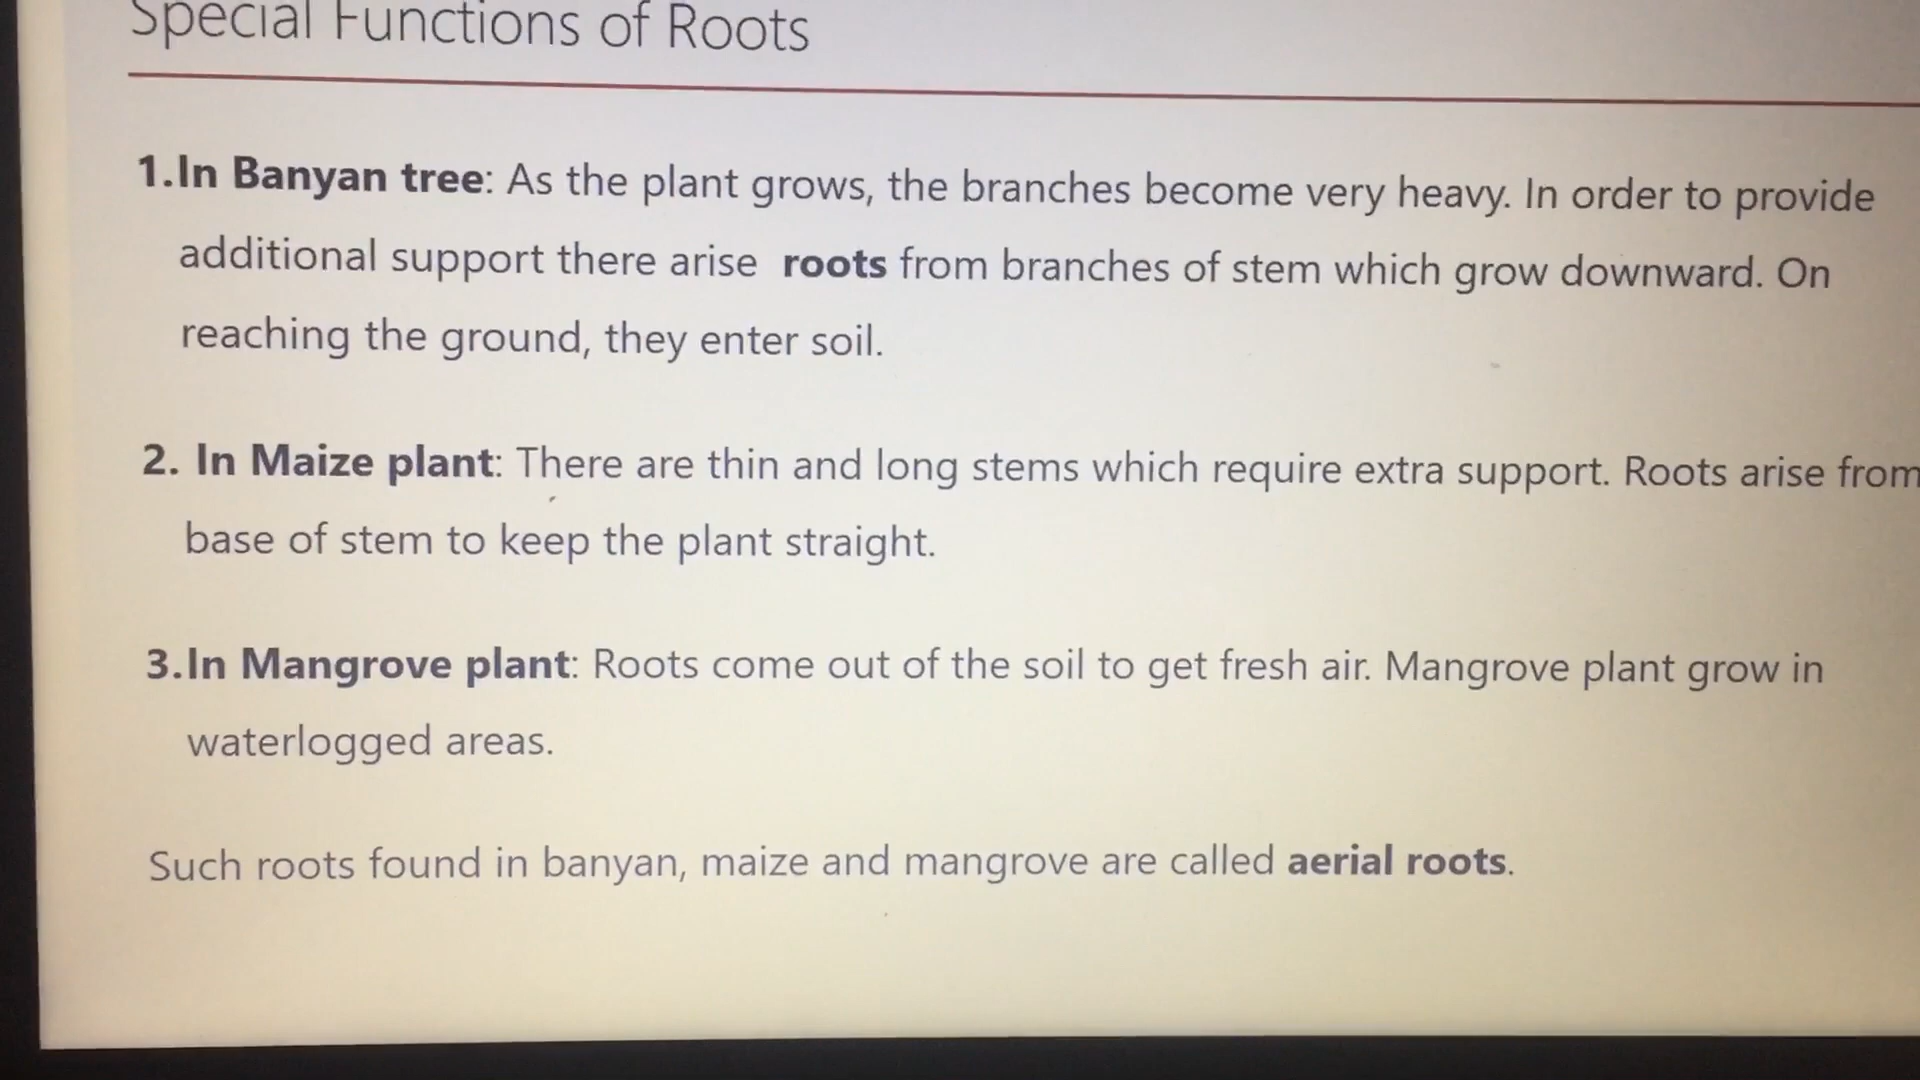 Special Functions of Roots
1.In Banyan tree: As the plant grows, the branches become very heavy. In order to provide
additional support there arise roots from branches of stem which grow downward. On
reaching the ground, they enter soil.
2. In Maize plant: There are thin and long stems which require extra support. Roots arise from
base of stem to keep the plant straight.
3.In Mangrove plant: Roots come out of the soil to get fresh air. Mangrove plant grow in
waterlogged areas.
Such roots found in banyan, maize and mangrove are called aerial roots.